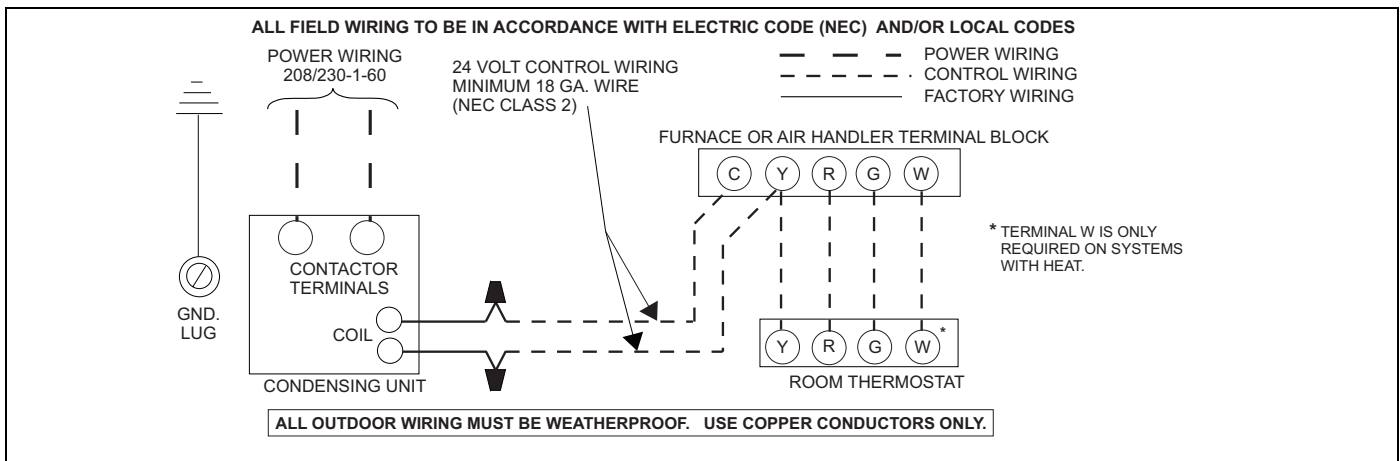 ALL FIELD WIRING TO BE IN ACCORDANCE WITH ELECTRIC CODE (NEC) AND/OR LOCAL CODES
POWER WIRING
208/230-1-60
24 VOLT CONTROL WIRING
MINIMUM 18 GA. WIRE
(NEC CLASS 2)
POWER WIRING
CONTROL WIRING
FACTORY WIRING
FURNACE OR AIR HANDLER TERMINAL BLOCK
C Y R G W
* TERMINAL W IS ONLY
REQUIRED ON SYSTEMS
WITH HEAT.
CONTACTOR
TERMINALS
GND.
LUG
COIL
CONDENSING UNIT
Y R G W *
ROOM THERMOSTAT
ALL OUTDOOR WIRING MUST BE WEATHERPROOF. USE COPPER CONDUCTORS ONLY.